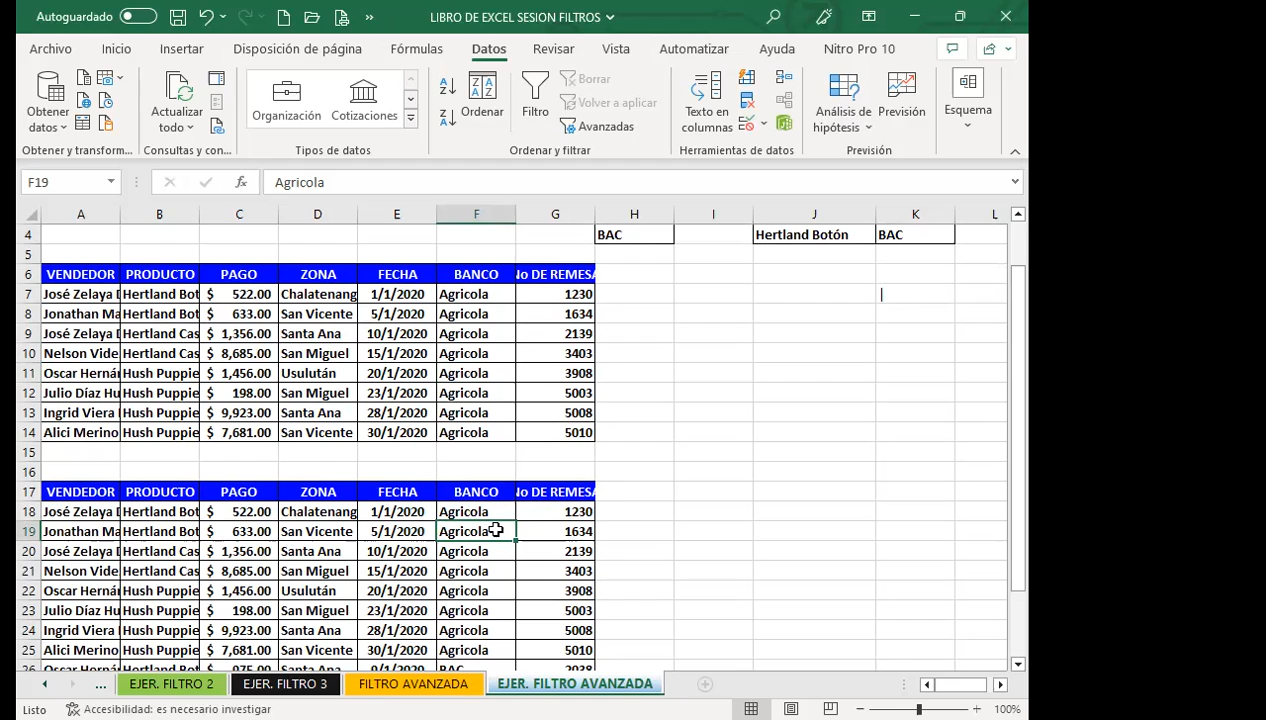 Autoguardado
LIBRO DE EXCEL SESION FILTROS
Archivo Inicio Insertar Disposición de página Fórmulas Datos Revisar Vista Automatizar Ayuda Nitro Pro 10
Obtener datos
Actualizar todo
Organización Cotizaciones
Ordenar
Filtro
Borrar
Volver a aplicar
Avanzadas
Texto en columnas
Análisis de hipótesis
Previsión
Esquema
Obtener y transform... Consultas y con... Tipos de datos Ordenar y filtrar Herramientas de datos Previsión
F19 fx Agricola
A B C D E F G H I J K L
4 BAC Hertland Botón BAC
5
6 VENDEDOR PRODUCTO PAGO ZONA FECHA BANCO No DE REMESA
7 José Zelaya Hertland Bot $ 522.00 Chalatenang 1/1/2020 Agricola 1230
8 Jonathan Ma Hertland Bot $ 633.00 San Vicente 5/1/2020 Agricola 1634
9 José Zelaya Hertland Cas $ 1,356.00 Santa Ana 10/1/2020 Agricola 2139
10 Nelson Vide Hertland Cas $ 8,685.00 San Miguel 15/1/2020 Agricola 3403
11 Oscar Hernán Hush Puppie $ 1,456.00 Usulután 20/1/2020 Agricola 3908
12 Julio Díaz Hu Hush Puppie $ 198.00 San Miguel 23/1/2020 Agricola 5003
13 Ingrid Viera Hush Puppie $ 9,923.00 Santa Ana 28/1/2020 Agricola 5008
14 Alici Merino Hush Puppie $ 7,681.00 San Vicente 30/1/2020 Agricola 5010
15
16
17 VENDEDOR PRODUCTO PAGO ZONA FECHA BANCO No DE REMESA
18 José Zelaya Hertland Bot $ 522.00 Chalatenang 1/1/2020 Agricola 1230
19 Jonathan Ma Hertland Bot $ 633.00 San Vicente 5/1/2020 Agricola 1634
20 José Zelaya Hertland Cas $ 1,356.00 Santa Ana 10/1/2020 Agricola 2139
21 Nelson Vide Hertland Cas $ 8,685.00 San Miguel 15/1/2020 Agricola 3403
22 Oscar Hernán Hush Puppie $ 1,456.00 Usulután 20/1/2020 Agricola 3908
23 Julio Díaz Hu Hush Puppie $ 198.00 San Miguel 23/1/2020 Agricola 5003
24 Ingrid Viera Hush Puppie $ 9,923.00 Santa Ana 28/1/2020 Agricola 5008
25 Alici Merino Hush Puppie $ 7,681.00 San Vicente 30/1/2020 Agricola 5010
26 Oscar Hernán Hush Puppie $ 975.00 Santa Ana 9/1/2020 BAC 2038
... EJER. FILTRO 2 EJER. FILTRO 3 FILTRO AVANZADA EJER. FILTRO AVANZADA
Listo Accesibilidad: es necesario investigar 100%